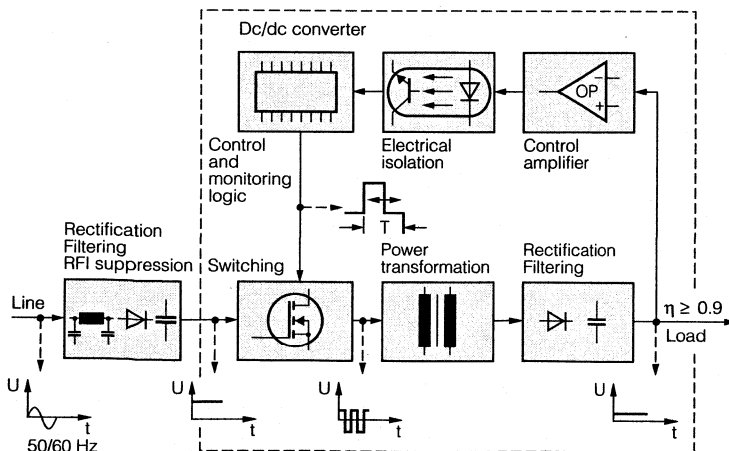 Dc/dc converter
OP
Control
and
monitoring
logic
Electrical
isolation
Control
amplifier
T
Rectification
Filtering
RFI suppression
Switching
Power
transformation
Rectification
Filtering
Line
η ≥ 0.9
Load
U
t
50/60 Hz
U
t
U
t
U
t